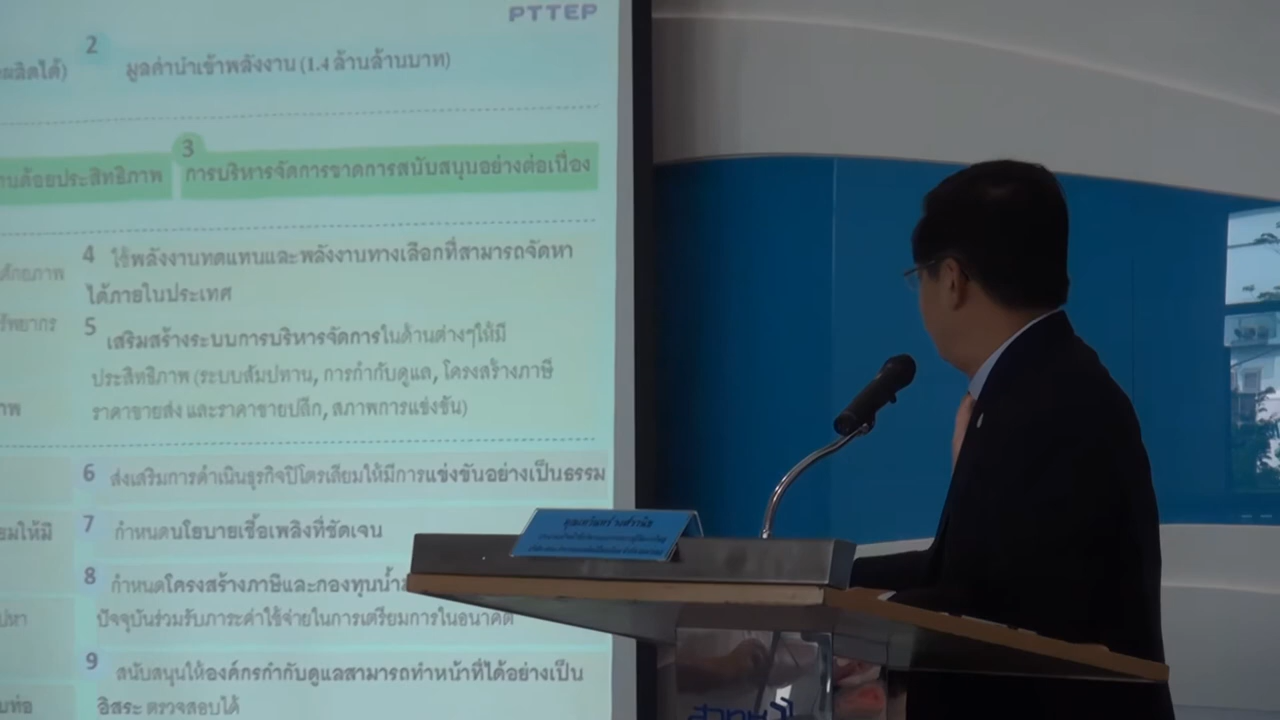 PTTEP
ผลิตได้)
2
มูลค่านำเข้าพลังงาน (1.4 ล้านล้านบาท)
านด้อยประสิทธิภาพ
3
การบริหารจัดการขาดการสนับสนุนอย่างต่อเนื่อง
ศักยภาพ
4 ใช้พลังงานทดแทนและพลังงานทางเลือกที่สามารถจัดหา
ได้ภายในประเทศ
รัพยากร
5 เสริมสร้างระบบการบริหารจัดการในด้านต่างๆให้มี
ประสิทธิภาพ (ระบบสัมปทาน, การกำกับดูแล, โครงสร้างภาษี
าพ
ราคาขายส่ง และราคาขายปลีก, สภาพการแข่งขัน)
6 ส่งเสริมการดำเนินธุรกิจปิโตรเลียมให้มีการแข่งขันอย่างเป็นธรรม
ยมให้มี
7 กำหนดนโยบายเชื้อเพลิงที่ชัดเจน
8 กำหนดโครงสร้างภาษีและกองทุนน้ำ
ปัจจุบันร่วมรับภาระค่าใช้จ่ายในการเตรียมการในอนาคต
9 สนับสนุนให้องค์กรกำกับดูแลสามารถทำหน้าที่ได้อย่างเป็น
อิสระ ตรวจสอบได้